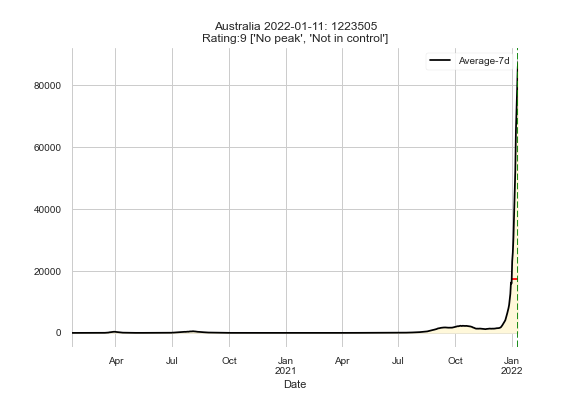 Australia 2022-01-11: 1223505
Rating:9 ['No peak', 'Not in control']
Average-7d
80000
60000
40000
20000
0
Apr Jul Oct Jan Apr Jul Oct Jan
2021 2022
Date